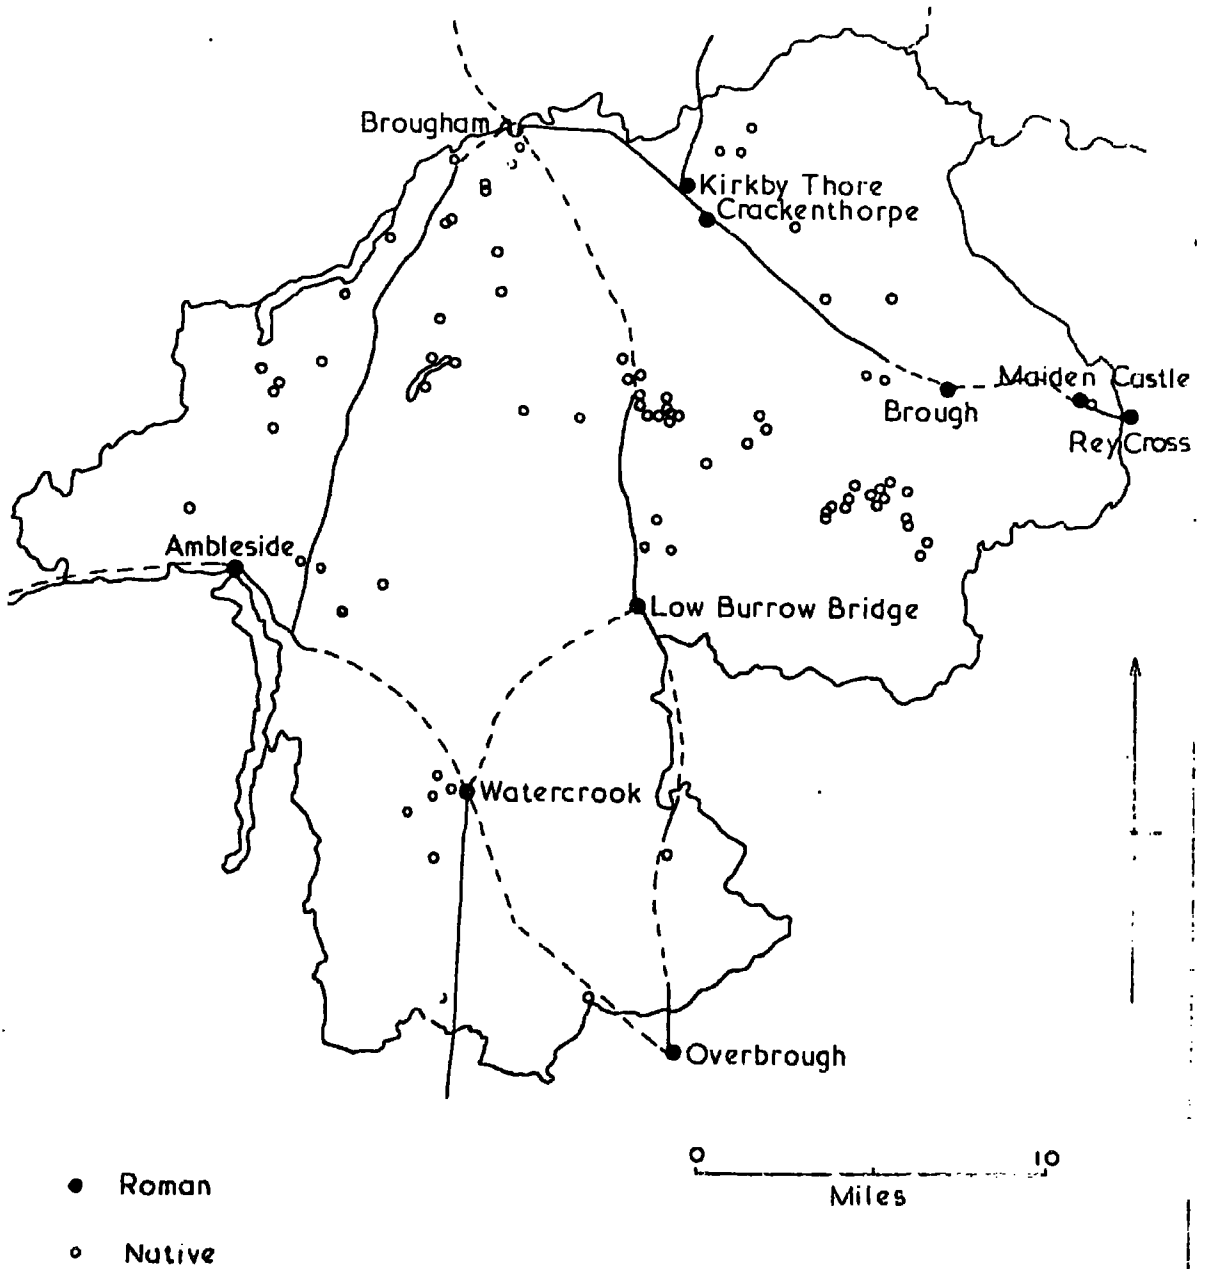 Brougham
Kirkby Thore
Crackenthorpe
Maiden Castle
Brough
Rey Cross
Ambleside
Low Burrow Bridge
Watercrook
Overbrough
0 10
Miles
Roman
Native